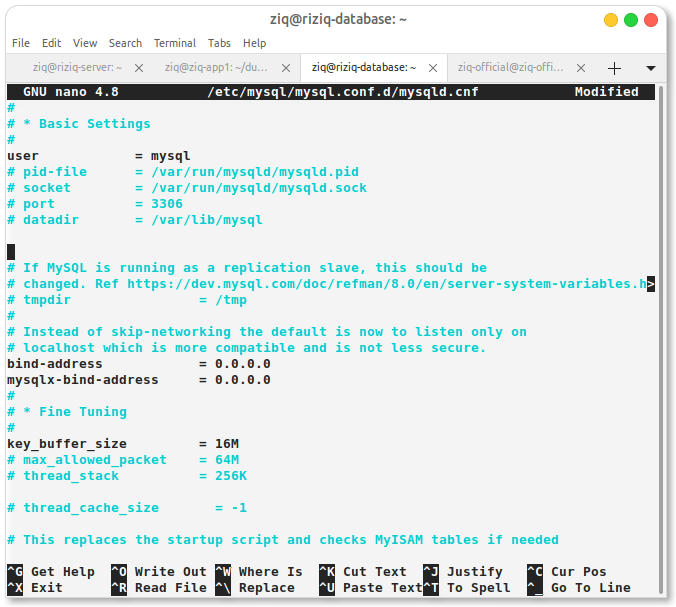 ziq@riziq-database: ~
File Edit View Search Terminal Tabs Help
ziq@riziq-server: ~ ziq@ziq-app1: ~/du... ziq@riziq-database: ~ ziq-official@ziq-offi...
GNU nano 4.8 /etc/mysql/mysql.conf.d/mysqld.cnf Modified
#
# * Basic Settings
#
user = mysql
# pid-file = /var/run/mysqld/mysqld.pid
# socket = /var/run/mysqld/mysqld.sock
# port = 3306
# datadir = /var/lib/mysql
# If MySQL is running as a replication slave, this should be
# changed. Ref https://dev.mysql.com/doc/refman/8.0/en/server-system-variables.h>
# tmpdir = /tmp
#
# Instead of skip-networking the default is now to listen only on
# localhost which is more compatible and is not less secure.
bind-address = 0.0.0.0
mysqlx-bind-address = 0.0.0.0
#
# * Fine Tuning
#
key_buffer_size = 16M
# max_allowed_packet = 64M
# thread_stack = 256K
# thread_cache_size = -1
# This replaces the startup script and checks MyISAM tables if needed
^G Get Help ^O Write Out ^W Where Is ^K Cut Text ^J Justify ^C Cur Pos
^X Exit ^R Read File ^\ Replace ^U Paste Text ^T To Spell ^_ Go To Line